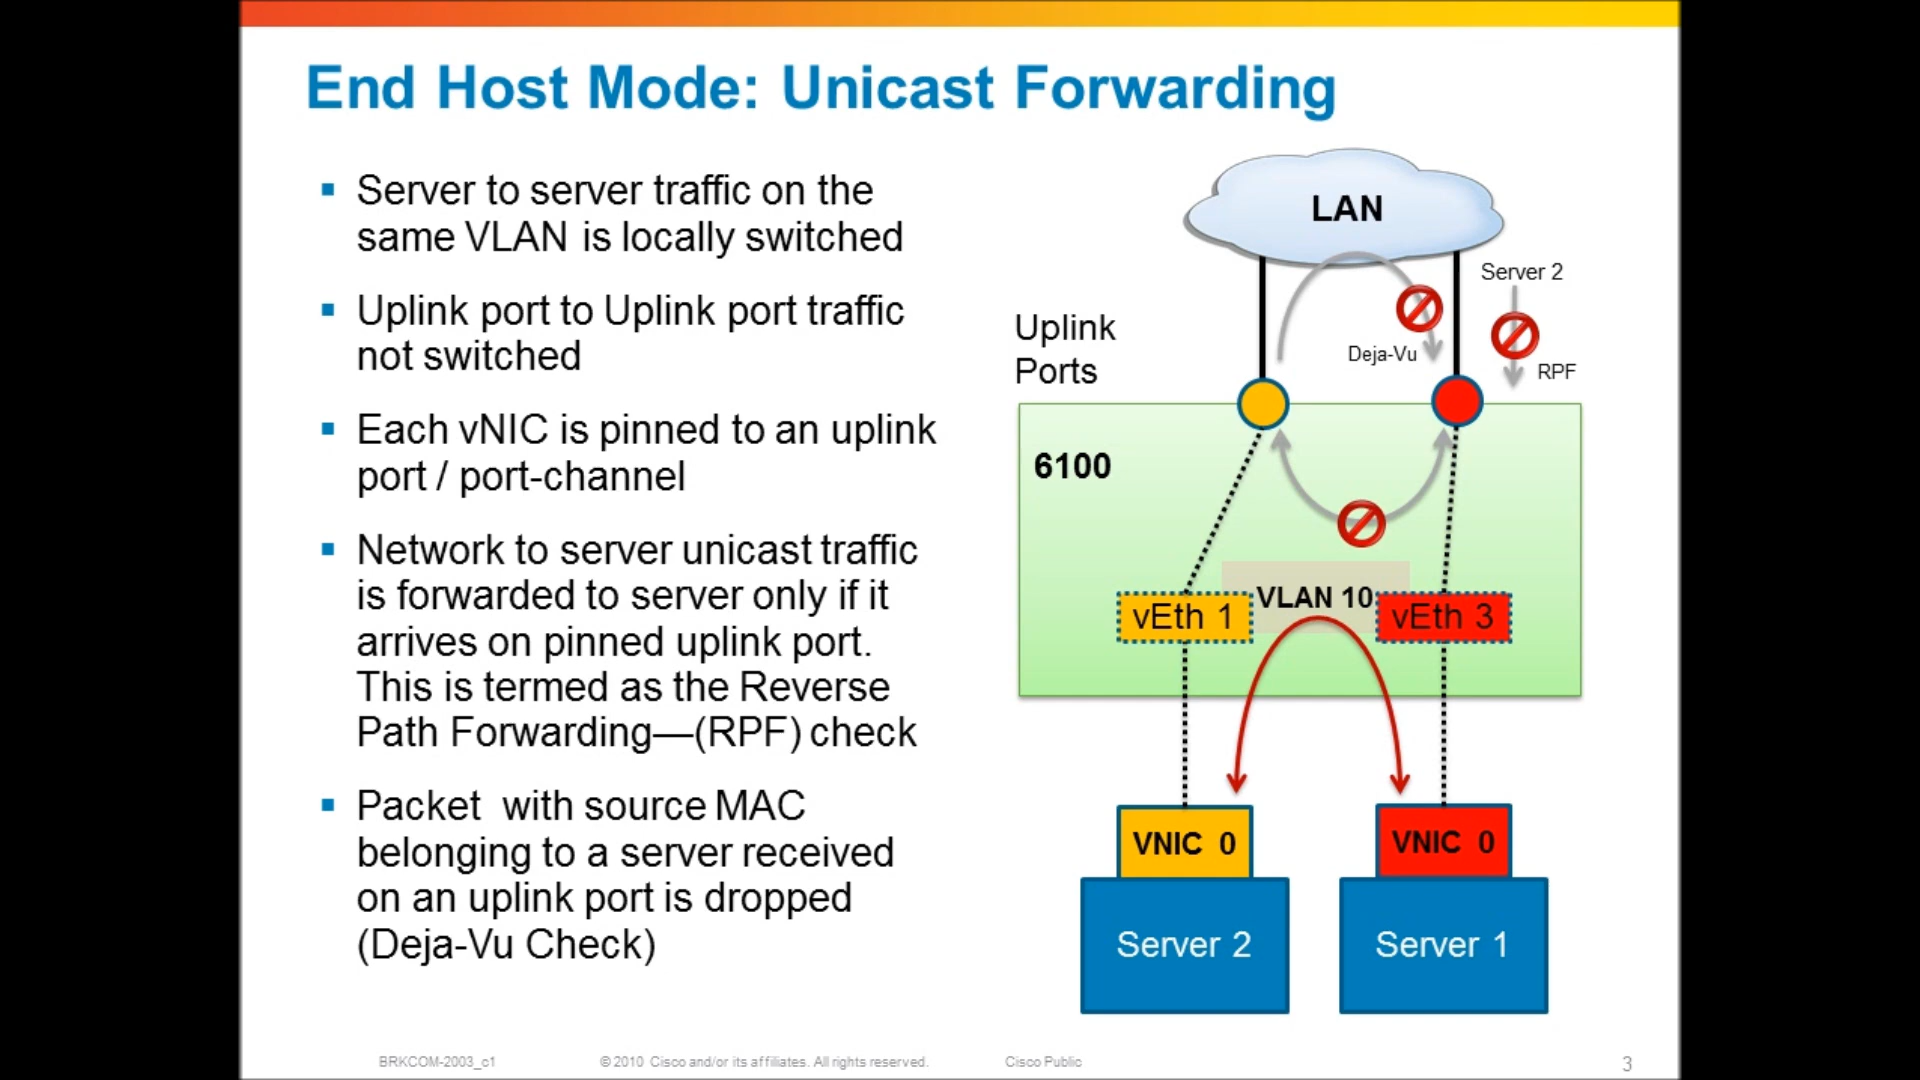 End Host Mode: Unicast Forwarding
Server to server traffic on the
same VLAN is locally switched
Uplink port to Uplink port traffic
not switched
Each vNIC is pinned to an uplink
port / port-channel
Network to server unicast traffic
is forwarded to server only if it
arrives on pinned uplink port.
This is termed as the Reverse
Path Forwarding—(RPF) check
Packet with source MAC
belonging to a server received
on an uplink port is dropped
(Deja-Vu Check)
LAN
Server 2
Uplink
Ports
Deja-Vu
RPF
6100
VLAN 10
vEth 1
vEth 3
VNIC 0
VNIC 0
Server 2
Server 1
BRKCOM-2003_c1
© 2010 Cisco and/or its affiliates. All rights reserved.
Cisco Public
3